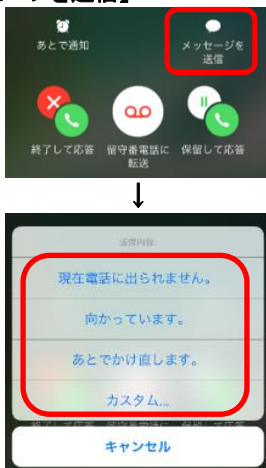 ージを送信」
あとで通知
メッセージを
送信
終了して応答
留守番電話に
転送
保留して応答
↓
返信内容:
現在電話に出られません。
向かっています。
あとでかけ直します。
カスタム...
キャンセル